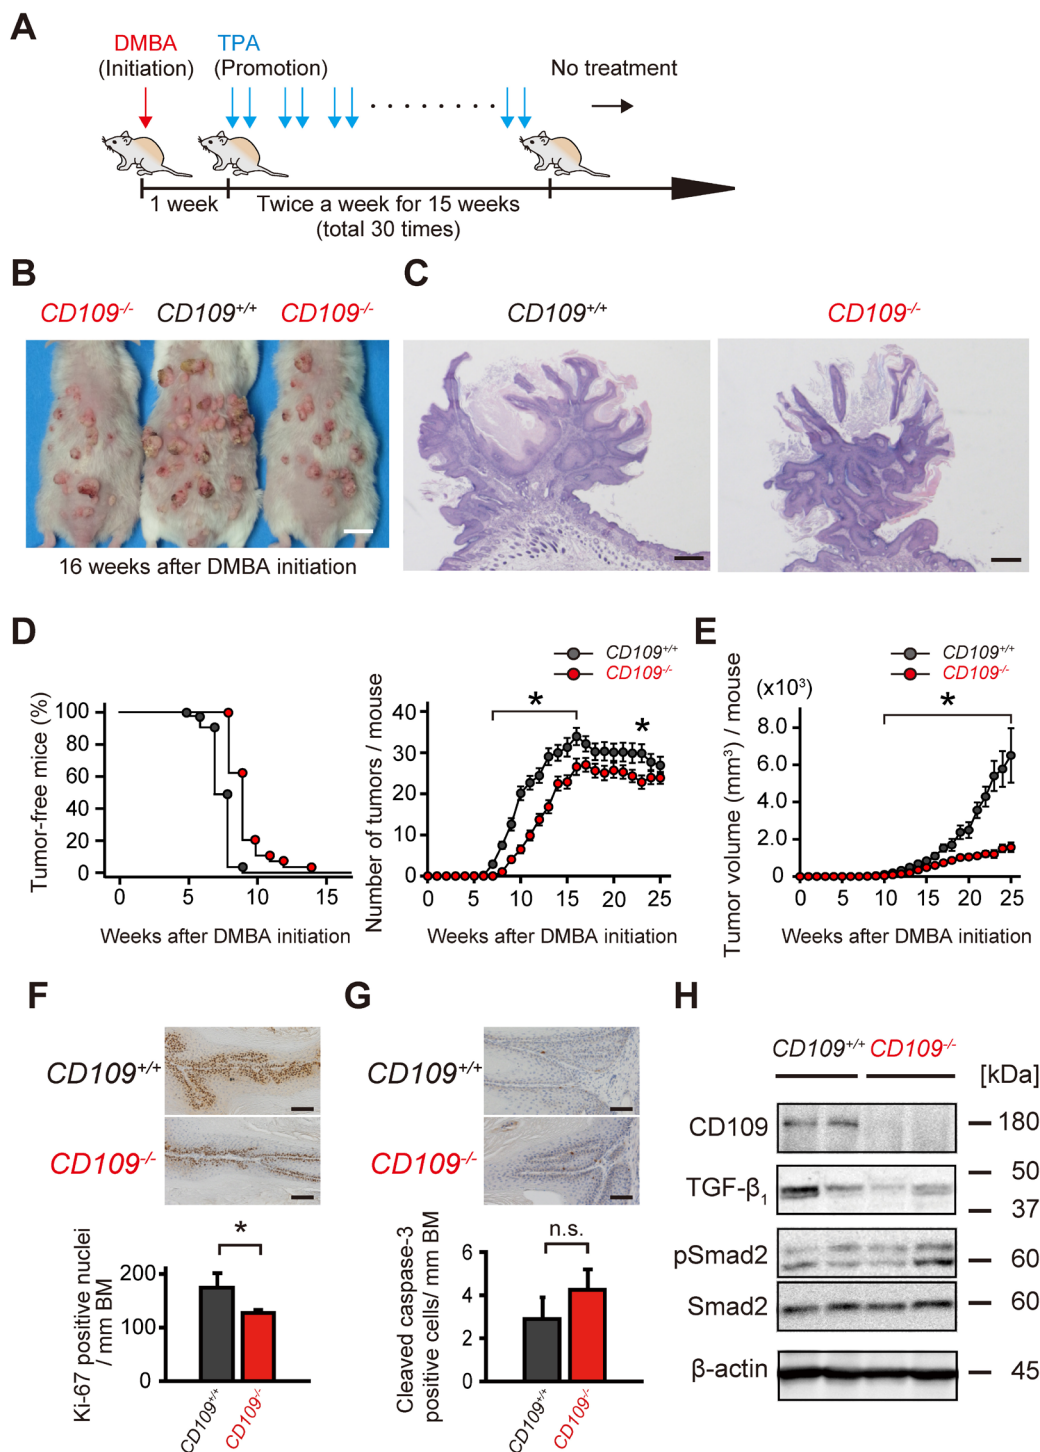 A
DMBA
(Initiation)
TPA
(Promotion)
No treatment
1 week
Twice a week for 15 weeks
(total 30 times)
B
CD109-/-
CD109+/+
CD109-/-
16 weeks after DMBA initiation
C
CD109+/+
CD109-/-
D
Tumor-free mice (%)
100
80
60
40
20
0
0
5
10
15
Weeks after DMBA initiation
CD109+/+
CD109-/-
Number of tumors / mouse
40
30
20
10
0
*
*
0
5
10
15
20
25
Weeks after DMBA initiation
E
CD109+/+
CD109-/-
(x10³)
Tumor volume (mm³) / mouse
8.0
6.0
4.0
2.0
0
*
0
5
10
15
20
25
Weeks after DMBA initiation
F
CD109+/+
CD109-/-
Ki-67 positive nuclei
/ mm BM
200
100
0
*
CD109+/+
CD109-/-
G
CD109+/+
CD109-/-
Cleaved caspase-3
positive cells/ mm BM
6
4
2
0
n.s.
CD109+/+
CD109-/-
H
CD109+/+ CD109-/-
[kDa]
CD109
180
TGF-β₁
50
37
pSmad2
60
Smad2
60
β-actin
45